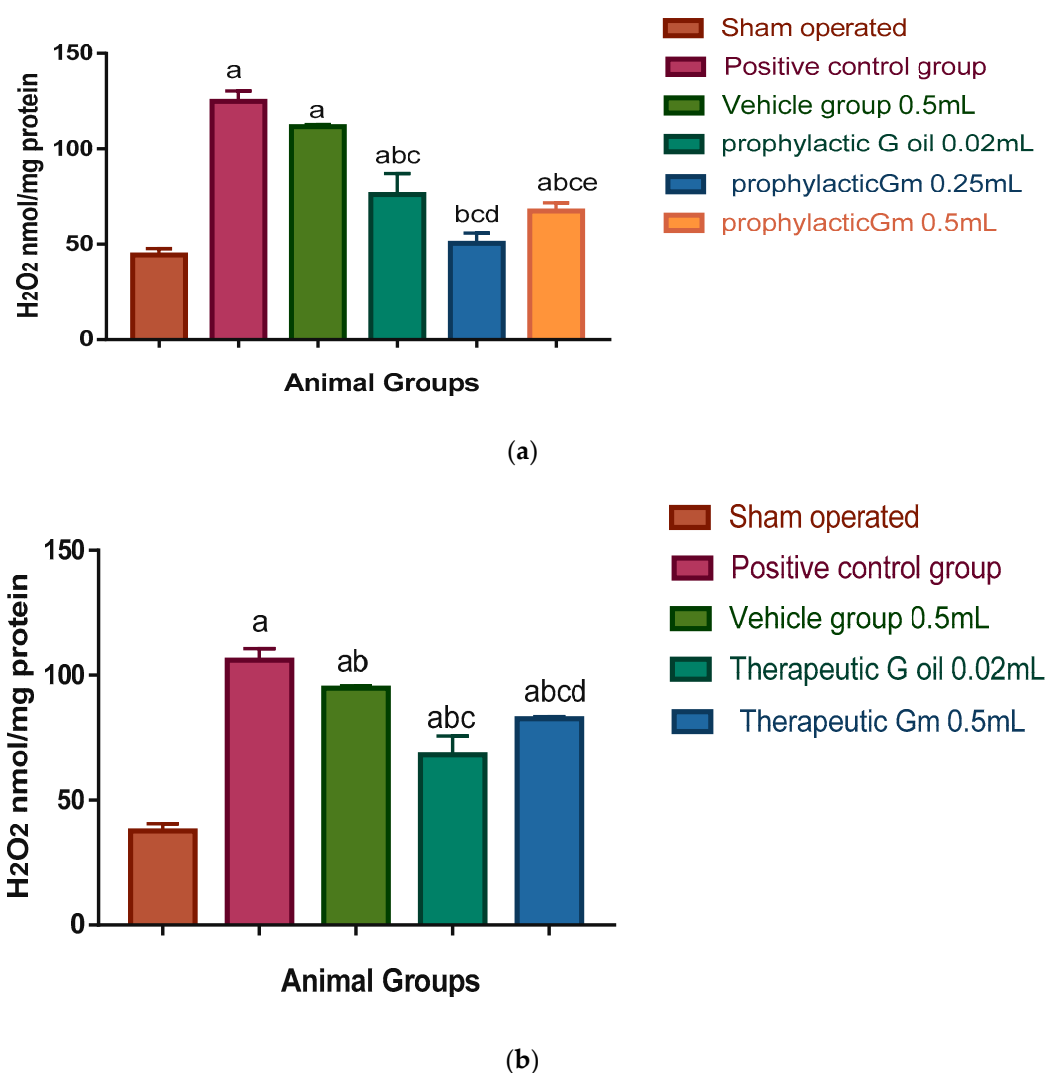 Sham operated
Positive control group
Vehicle group 0.5mL
prophylactic G oil 0.02mL
prophylacticGm 0.25mL
prophylacticGm 0.5mL
H2O2 nmol/mg protein
150
100
50
0
a
a
abc
bcd
abce
Animal Groups
(a)
Sham operated
Positive control group
Vehicle group 0.5mL
Therapeutic G oil 0.02mL
Therapeutic Gm 0.5mL
H2O2 nmol/mg protein
150
100
50
0
a
ab
abc
abcd
Animal Groups
(b)